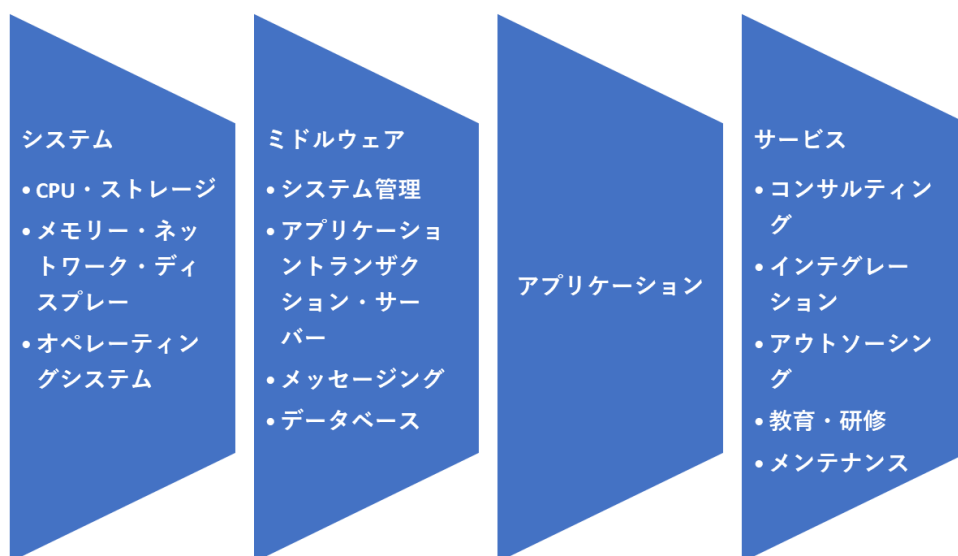 システム
• CPU・ストレージ
• メモリー・ネッ
トワーク・ディ
スプレー
• オペレーティン
グシステム
ミドルウェア
• システム管理
• アプリケーショ
ントランザク
ション・サー
バー
• メッセージング
• データベース
アプリケーション
サービス
• コンサルティン
グ
• インテグレー
ション
• アウトソーシン
グ
• 教育・研修
• メンテナンス